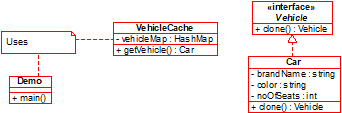 Uses
Demo
+ main()
VehicleCache
- vehicleMap : HashMap
+ getVehicle() : Car
«interface»
Vehicle
+ clone() : Vehicle
Car
- brandName : string
- color : string
- noOfSeats : int
+ clone() : Vehicle